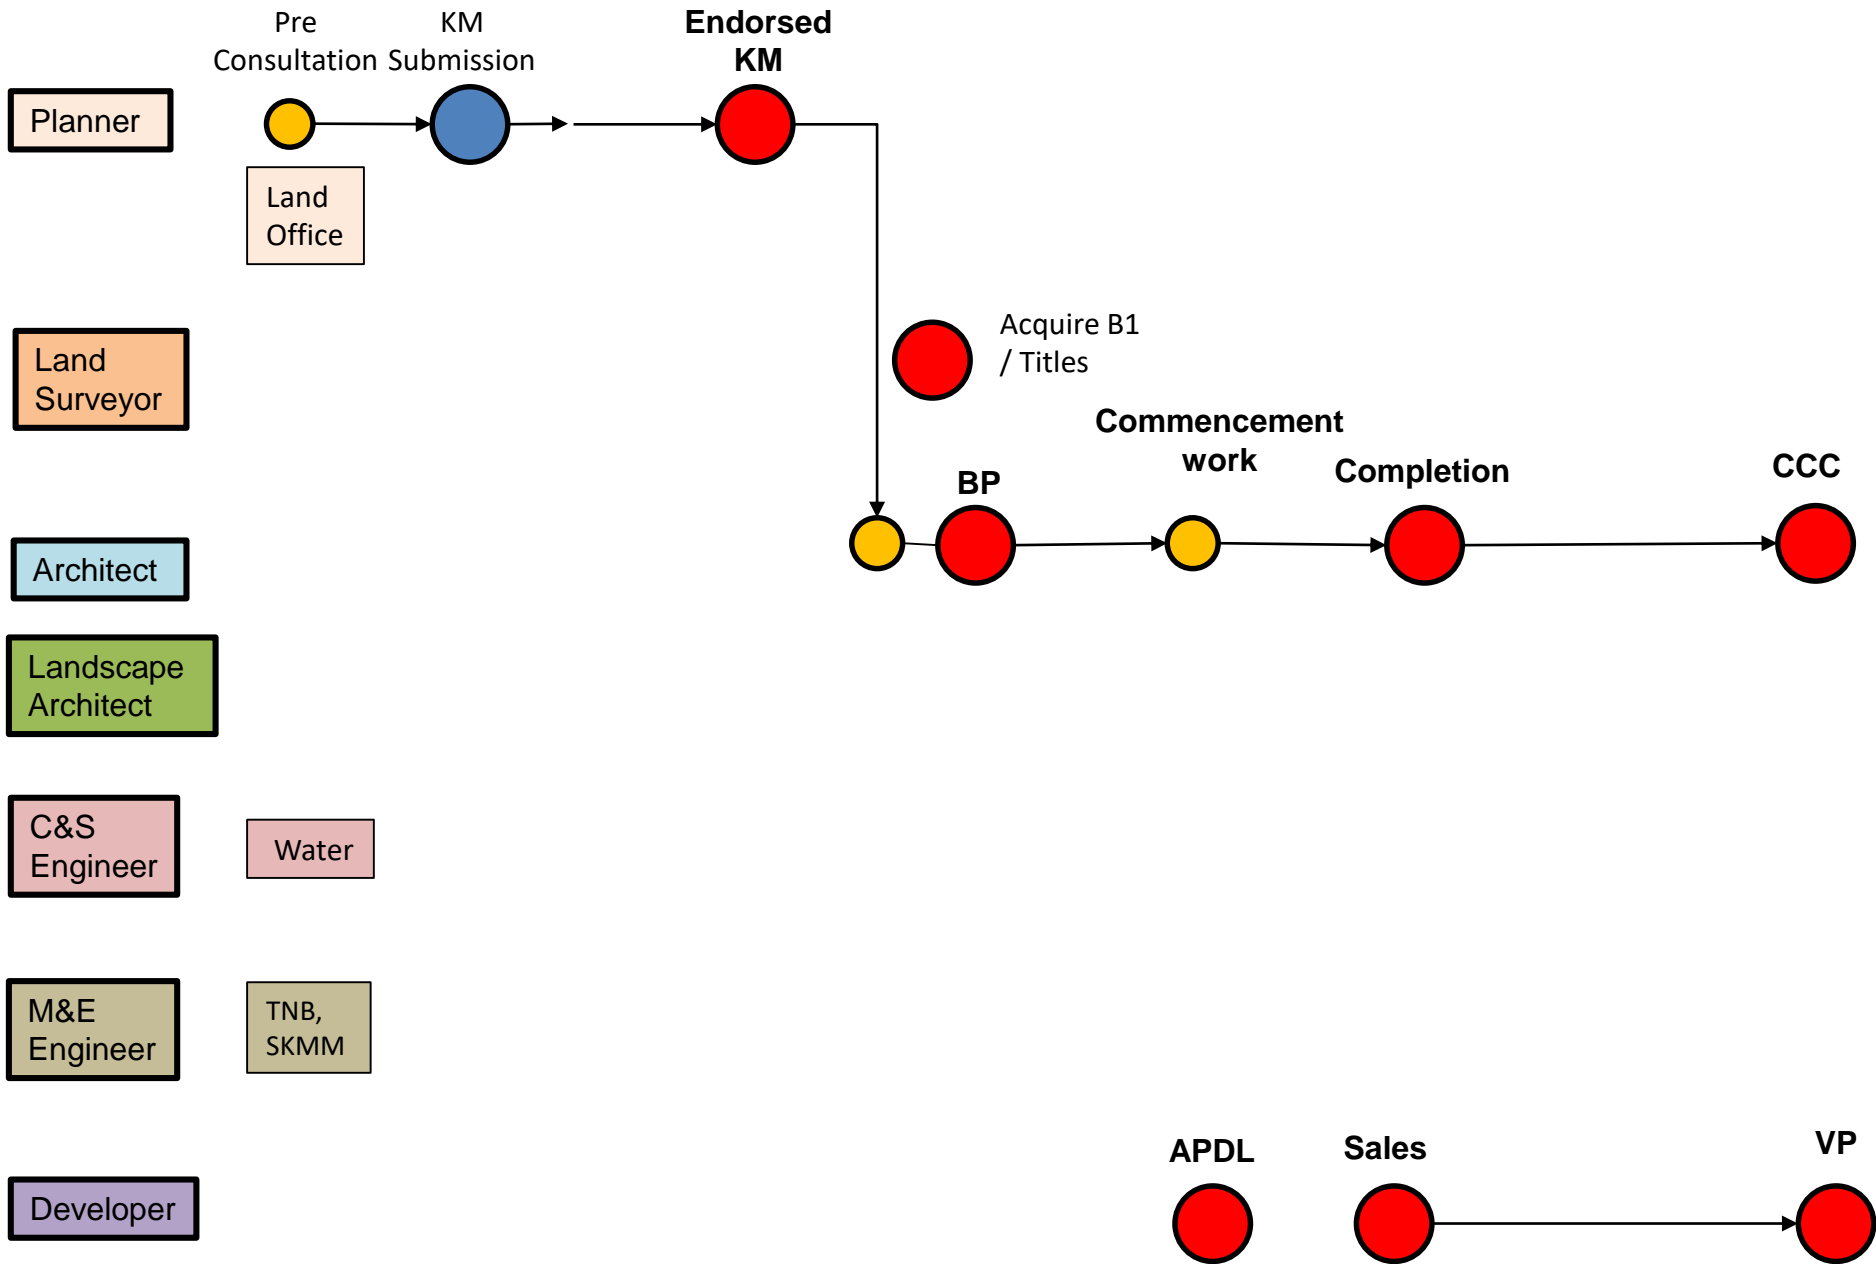 Pre
Consultation
KM
Submission
Endorsed
KM
Planner
Land
Office
Land
Surveyor
Acquire B1
/ Titles
Commencement
work
BP
Completion
CCC
Architect
Landscape
Architect
C&S
Engineer
Water
M&E
Engineer
TNB,
SKMM
APDL
Sales
VP
Developer